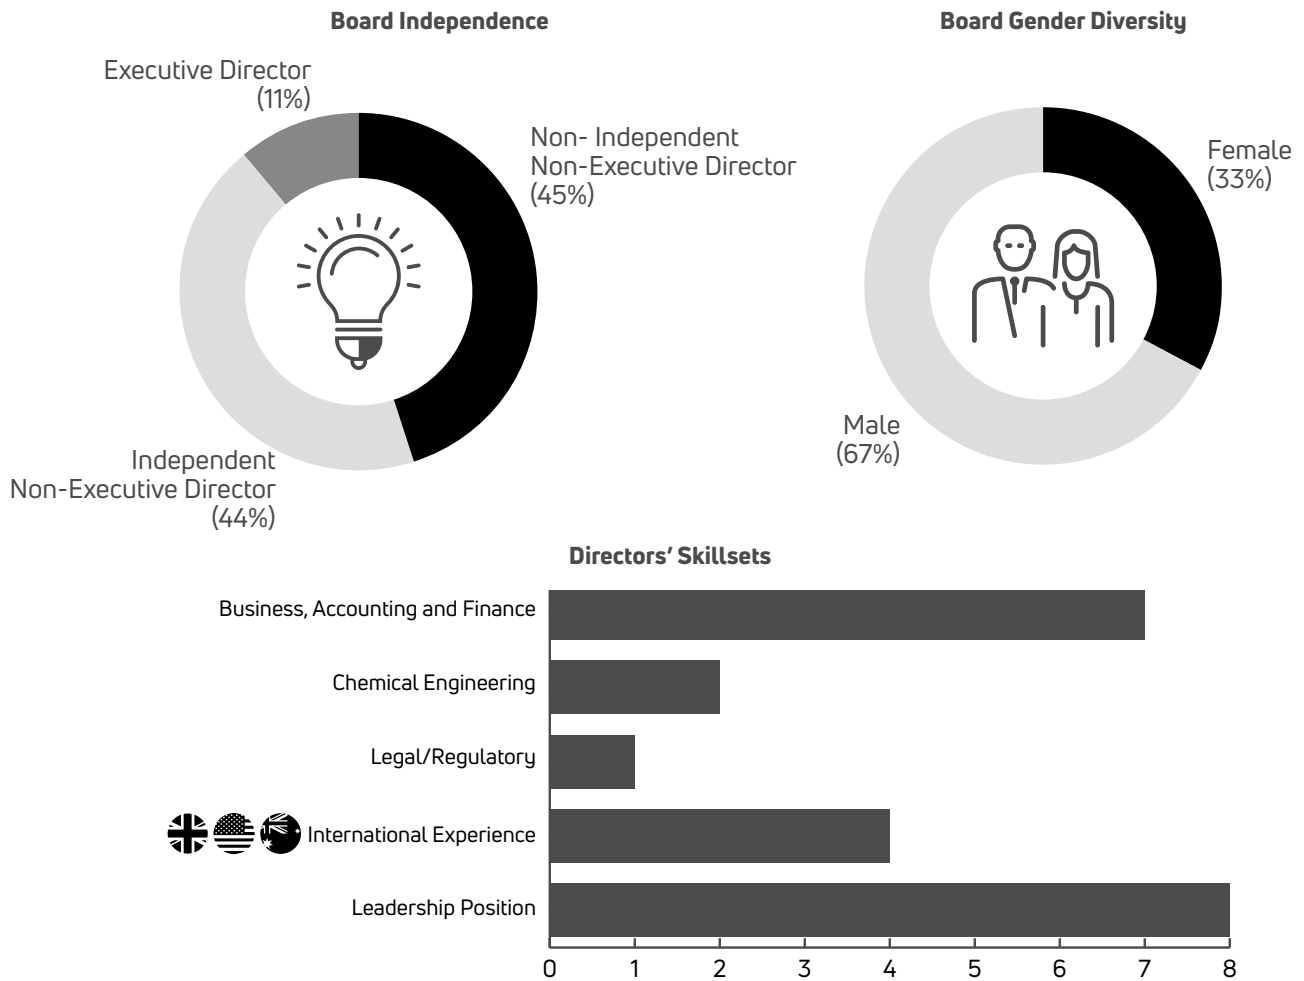 Board Independence
Executive Director
(11%)
Non- Independent
Non-Executive Director
(45%)
Independent
Non-Executive Director
(44%)
Board Gender Diversity
Female
(33%)
Male
(67%)
Directors’ Skillsets
Business, Accounting and Finance
Chemical Engineering
Legal/Regulatory
International Experience
Leadership Position
0 1 2 3 4 5 6 7 8